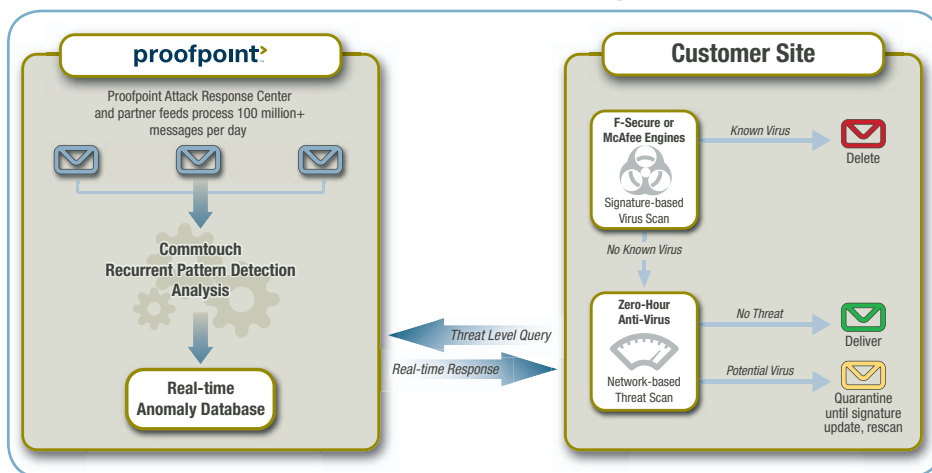 proofpoint
Proofpoint Attack Response Center
and partner feeds process 100 million+
messages per day
Commtouch
Recurrent Pattern Detection
Analysis
Real-time
Anomaly Database
Threat Level Query
Real-time Response
Customer Site
F-Secure or
McAfee Engines
Signature-based
Virus Scan
Known Virus
Delete
No Known Virus
Zero-Hour
Anti-Virus
Network-based
Threat Scan
No Threat
Deliver
Potential Virus
Quarantine
until signature
update, rescan